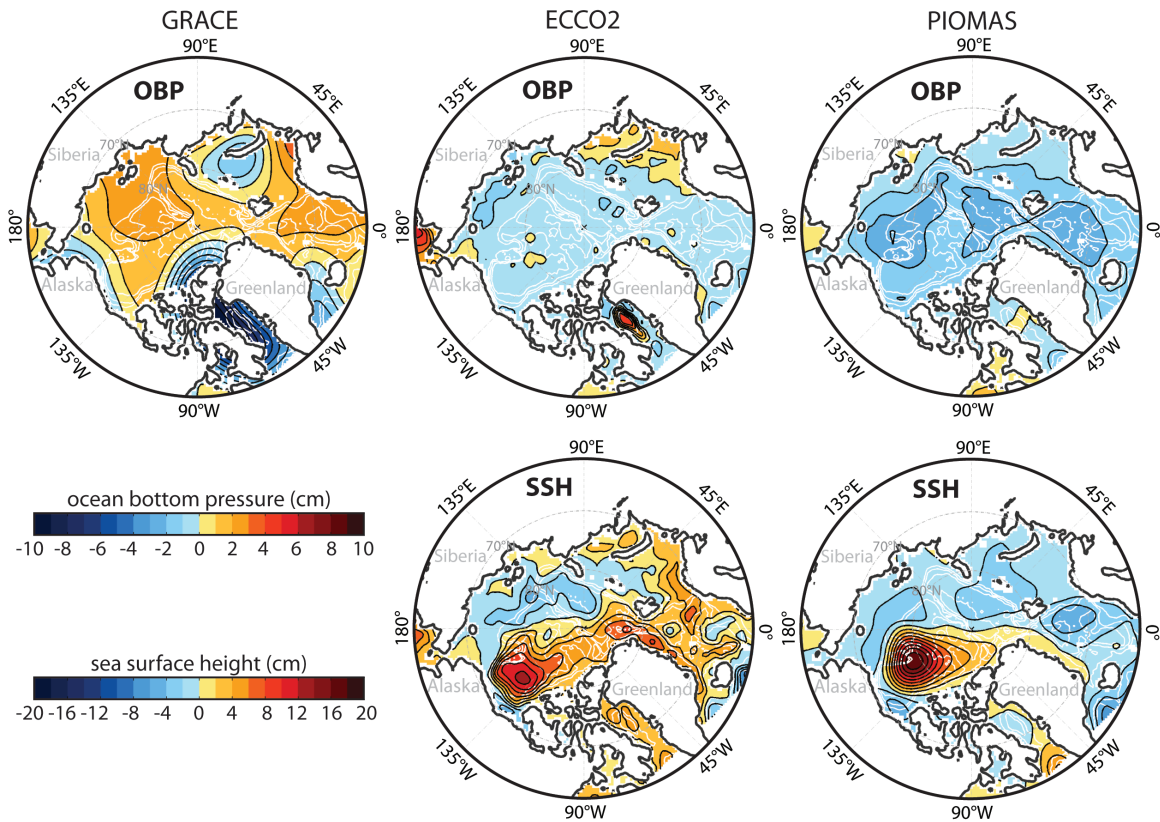 GRACE
ECCO2
PIOMAS
90°E
90°E
90°E
135°E
OBP
45°E
135°E
OBP
45°E
135°E
OBP
45°E
70°N
Siberia
80°N
70°N
Siberia
80°N
70°N
Siberia
80°N
180°
0°
180°
0°
180°
0°
Alaska
Greenland
Alaska
Greenland
Alaska
Greenland
135°W
45°W
135°W
45°W
135°W
45°W
90°W
90°W
90°W
90°E
90°E
135°E
SSH
45°E
135°E
SSH
45°E
ocean bottom pressure (cm)
-10 -8 -6 -4 -2 0 2 4 6 8 10
70°N
Siberia
80°N
70°N
Siberia
80°N
180°
0°
180°
0°
sea surface height (cm)
-20 -16 -12 -8 -4 0 4 8 12 16 20
Alaska
Greenland
Alaska
Greenland
135°W
45°W
135°W
45°W
90°W
90°W